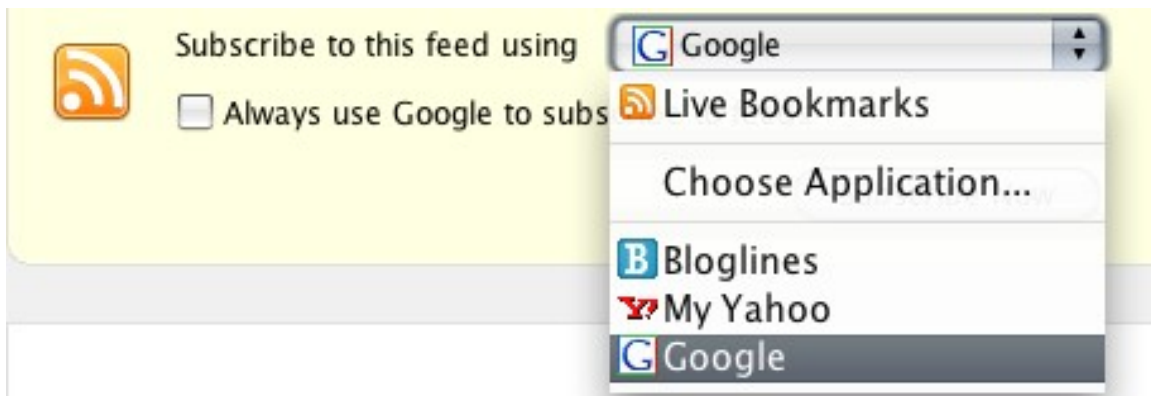 Subscribe to this feed using Google
Always use Google to subs
Live Bookmarks
Choose Application...
Bloglines
My Yahoo
Google